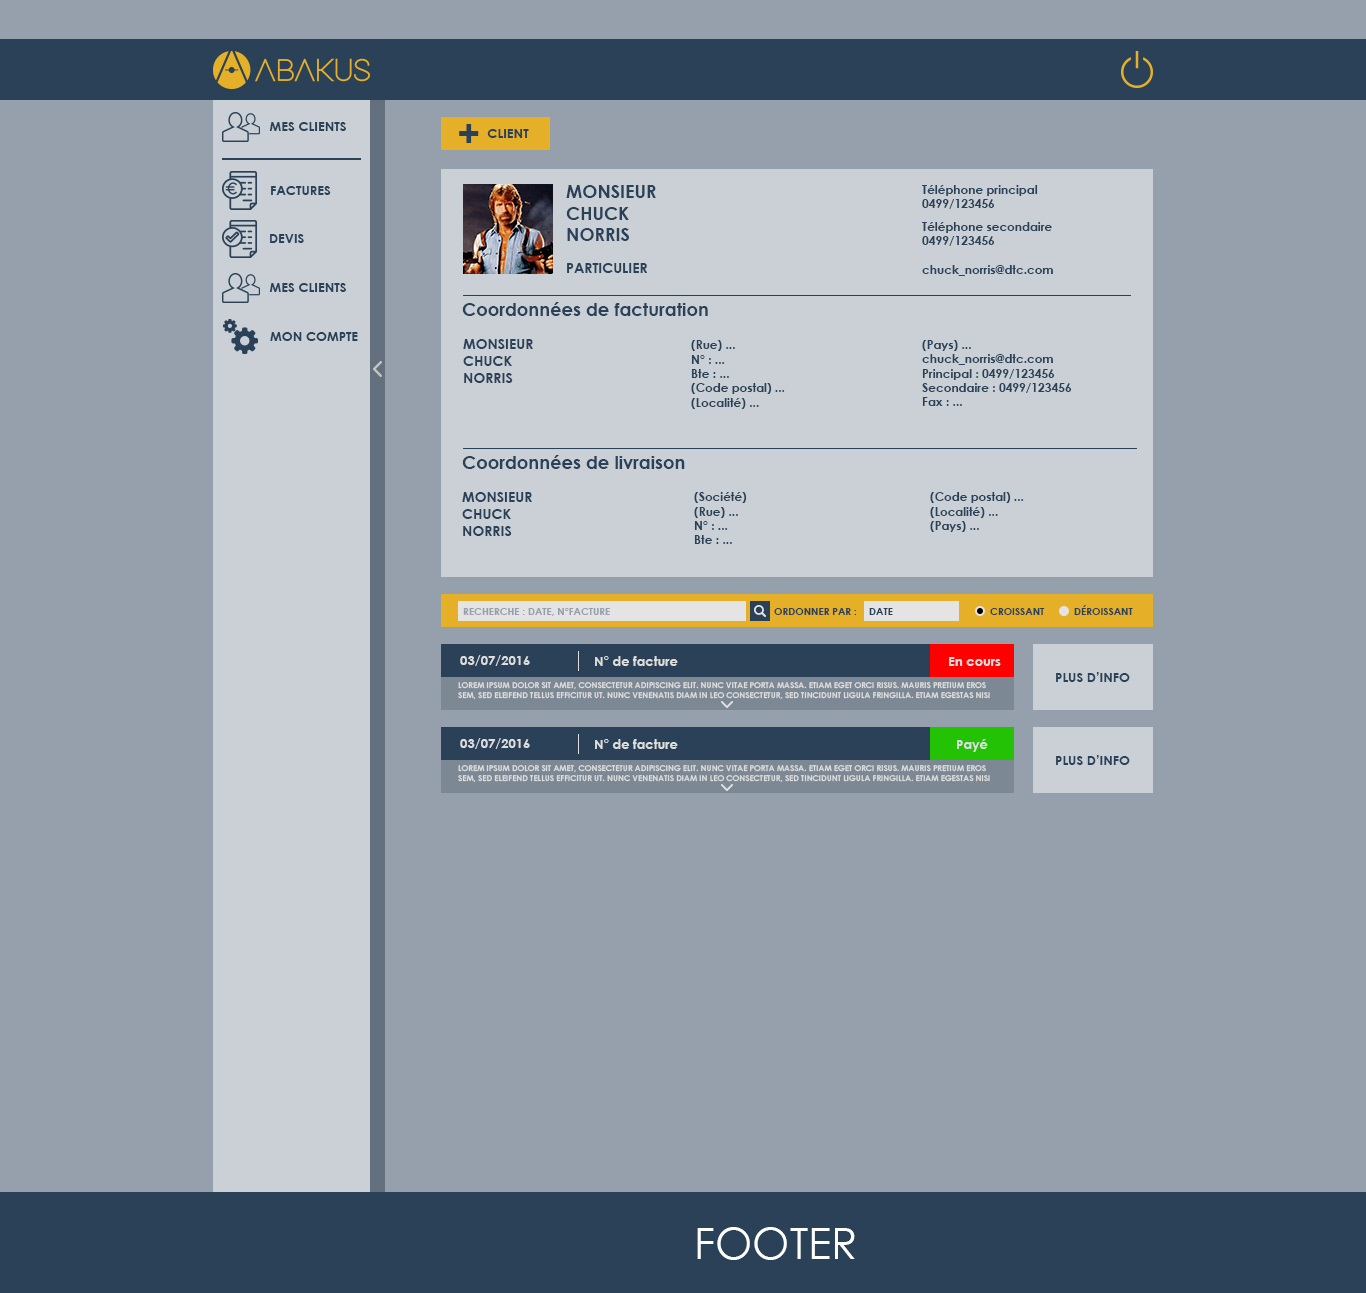 ABAKUS
MES CLIENTS
FACTURES
DEVIS
MES CLIENTS
MON COMPTE
CLIENT
MONSIEUR
CHUCK
NORRIS
PARTICULIER
Téléphone principal
0499/123456
Téléphone secondaire
0499/123456
chuck_norris@dtc.com
Coordonnées de facturation
MONSIEUR
CHUCK
NORRIS
(Rue) ...
N° : ...
Bte : ...
(Code postal) ...
(Localité) ...
(Pays) ...
chuck_norris@dtc.com
Principal : 0499/123456
Secondaire : 0499/123456
Fax : ...
Coordonnées de livraison
MONSIEUR
CHUCK
NORRIS
(Société)
(Rue) ...
N° : ...
Bte : ...
(Code postal) ...
(Localité) ...
(Pays) ...
RECHERCHE : DATE, N°FACTURE
ORDONNER PAR :
DATE
CROISSANT
DÉROISSANT
03/07/2016
N° de facture
En cours
LOREM IPSUM DOLOR SIT AMET, CONSECTETUR ADIPISCING ELIT. NUNC VITAE PORTA MASSA. ETIAM EGET ORCI RISUS. MAURIS PRETIUM EROS
SEM, SED ELEIFEND TELLUS EFFICITUR UT. NUNC VENENATIS DIAM IN LEO CONSECTETUR, SED TINCIDUNT LIGULA FRINGILLA. ETIAM EGESTAS NISI
PLUS D'INFO
03/07/2016
N° de facture
Payé
LOREM IPSUM DOLOR SIT AMET, CONSECTETUR ADIPISCING ELIT. NUNC VITAE PORTA MASSA. ETIAM EGET ORCI RISUS. MAURIS PRETIUM EROS
SEM, SED ELEIFEND TELLUS EFFICITUR UT. NUNC VENENATIS DIAM IN LEO CONSECTETUR, SED TINCIDUNT LIGULA FRINGILLA. ETIAM EGESTAS NISI
PLUS D'INFO
FOOTER